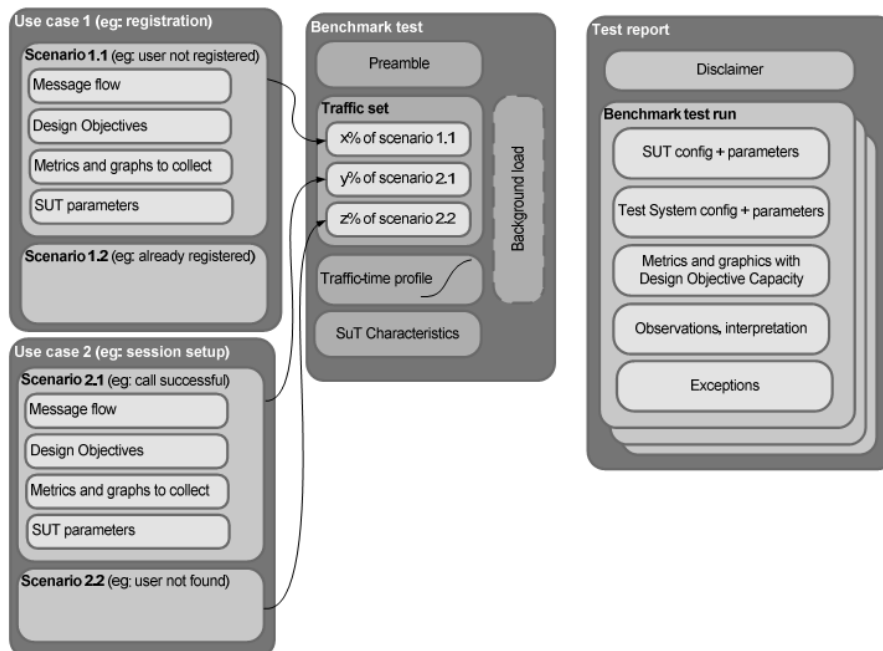 Use case 1 (eg: registration)
Scenario 1.1 (eg: user not registered)
Message flow
Design Objectives
Metrics and graphs to collect
SUT parameters
Scenario 1.2 (eg: already registered)
Use case 2 (eg: session setup)
Scenario 2.1 (eg: call successful)
Message flow
Design Objectives
Metrics and graphs to collect
SUT parameters
Scenario 2.2 (eg: user not found)
Benchmark test
Preamble
Traffic set
x% of scenario 1.1
y% of scenario 2.1
z% of scenario 2.2
Background load
Traffic-time profile
SuT Characteristics
Test report
Disclaimer
Benchmark test run
SUT config + parameters
Test System config + parameters
Metrics and graphics with
Design Objective Capacity
Observations, interpretation
Exceptions